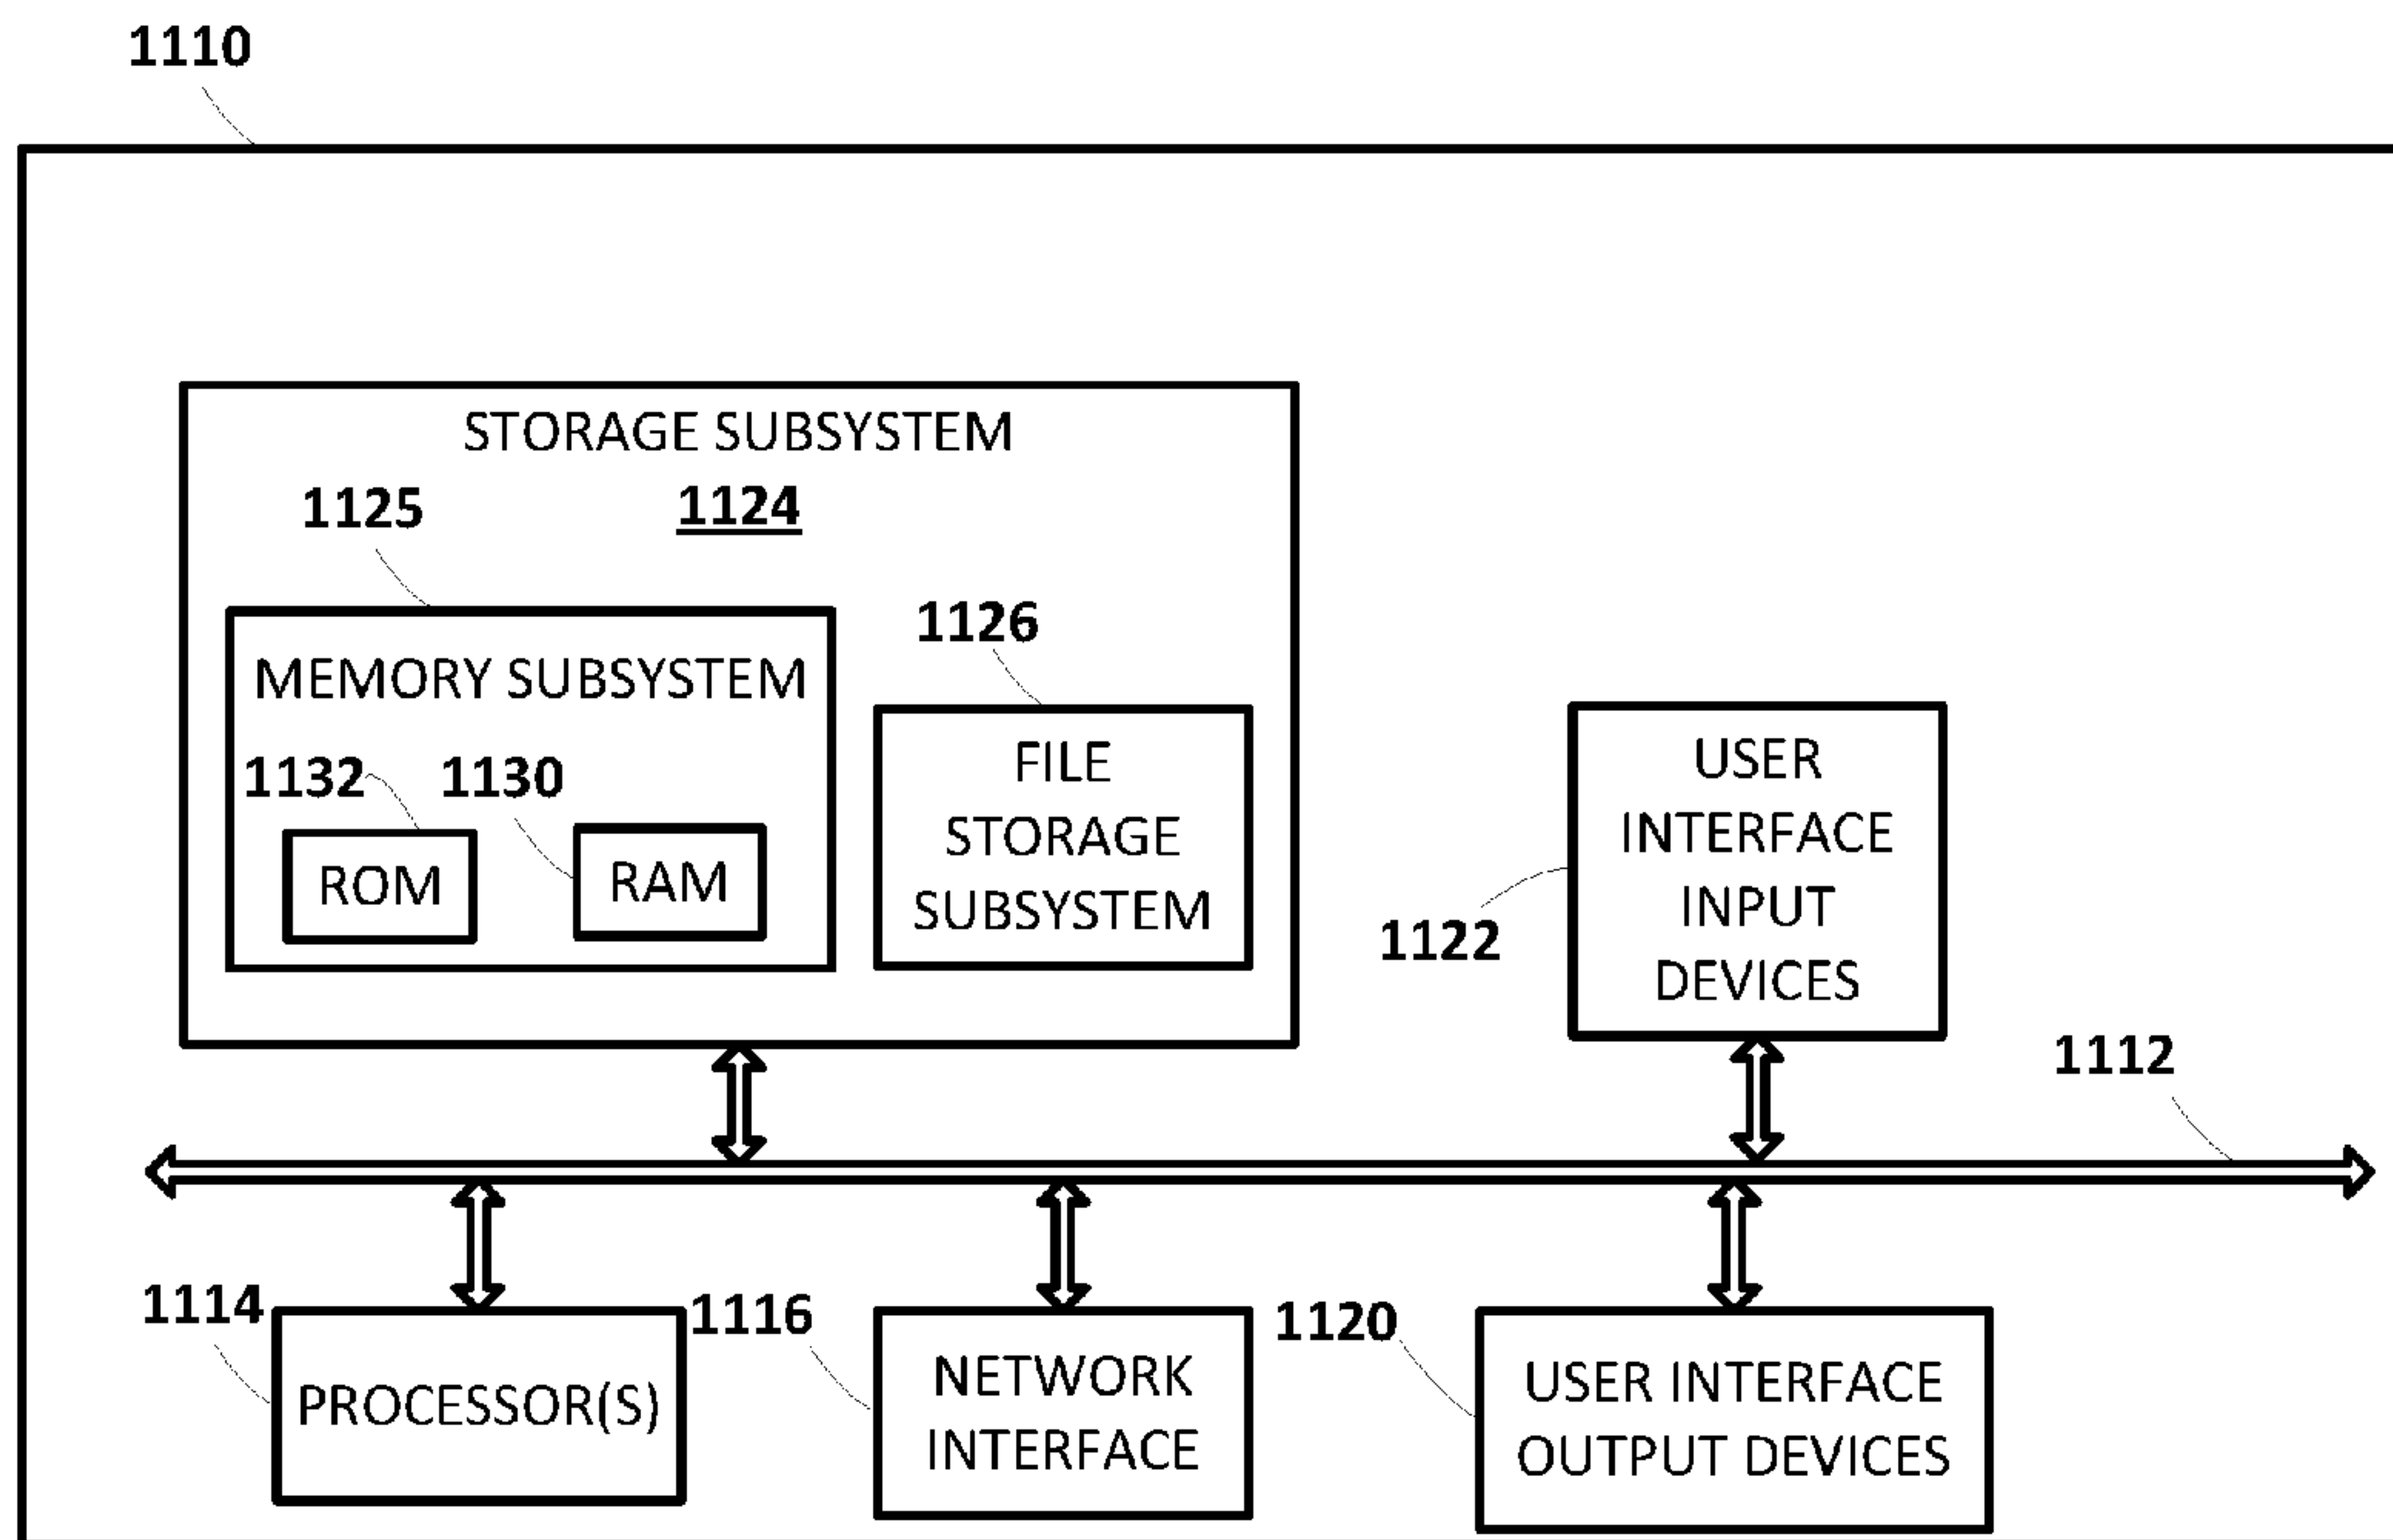 1110
STORAGE SUBSYSTEM
1124
1125
MEMORY SUBSYSTEM
1132
1130
ROM
RAM
1126
FILE
STORAGE
SUBSYSTEM
USER
INTERFACE
INPUT
DEVICES
1122
1112
1114
PROCESSOR(S)
1116
NETWORK
INTERFACE
1120
USER INTERFACE
OUTPUT DEVICES